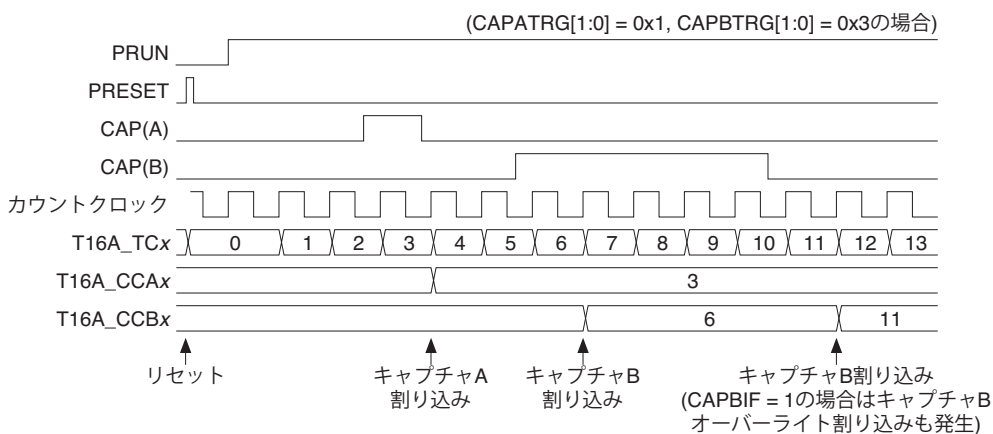 (CAPATRG[1:0] = 0x1, CAPBTRG[1:0] = 0x3の場合)
PRUN
PRESET
CAP(A)
CAP(B)
カウントクロック
T16A_TCx 0 1 2 3 4 5 6 7 8 9 10 11 12 13
T16A_CCAx 3
T16A_CCBx 6 11
リセット
キャプチャA
割り込み
キャプチャB
割り込み
キャプチャB割り込み
(CAPBIF = 1の場合はキャプチャB
オーバーライト割り込みも発生)